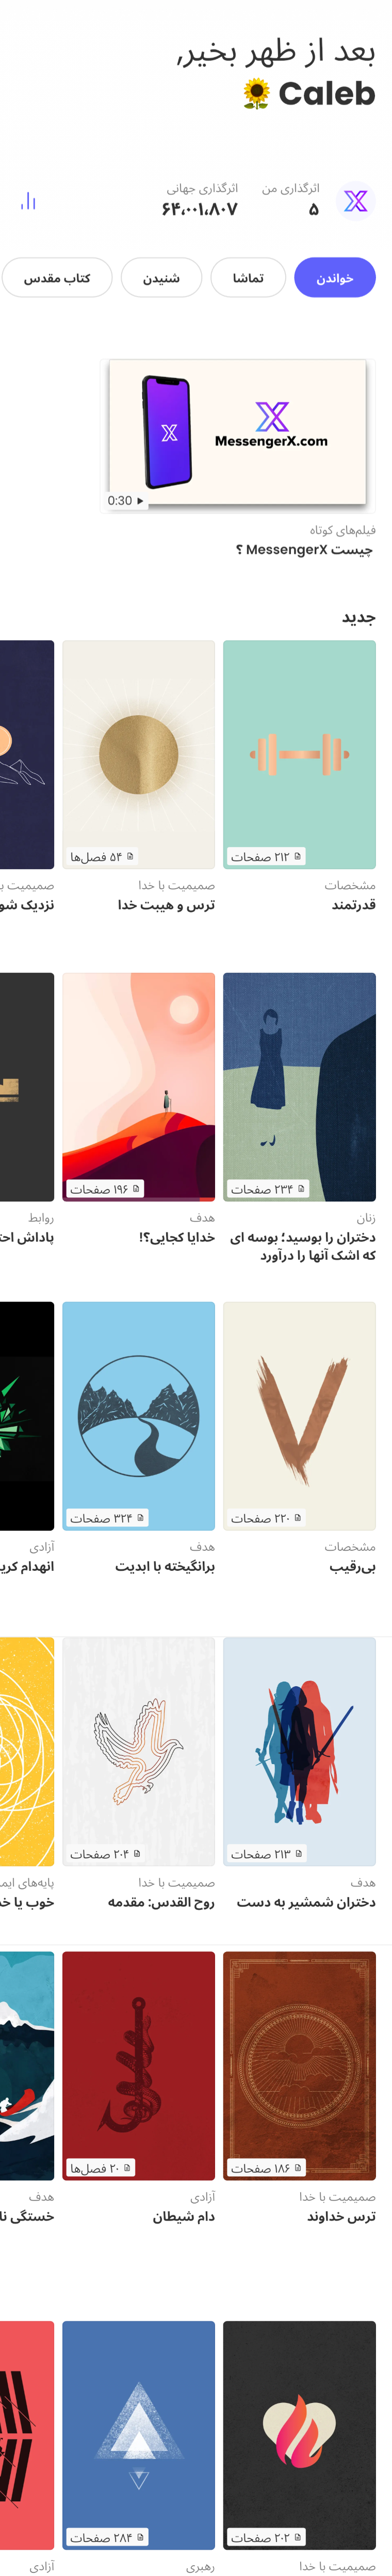 بعد از ظهر بخیر,
Caleb 🌻
اثرگذاری من
۵
اثرگذاری جهانی
۶۴،۰۰۱،۸۰۷
خواندن
تماشا
شنیدن
کتاب مقدس
MessengerX.com
0:30
فیلم‌های کوتاه
چیست MessengerX ؟
جدید
۲۱۲ صفحات
مشخصات
قدرتمند
۵۴ فصل‌ها
صمیمیت با خدا
ترس و هیبت خدا
صمیمیت ب
نزدیک شو
۲۳۴ صفحات
زنان
دختران را بوسید؛ بوسه ای
که اشک آنها را درآورد
۱۹۶ صفحات
هدف
خدایا کجایی؟!
روابط
پاداش احت
۲۲۰ صفحات
مشخصات
بی‌رقیب
۳۲۴ صفحات
هدف
برانگیخته با ابدیت
آزادی
انهدام کریـ
۲۱۳ صفحات
هدف
دختران شمشیر به دست
۲۰۴ صفحات
صمیمیت با خدا
روح القدس: مقدمه
پایه‌های ایما
خوب یا خد
۱۸۶ صفحات
صمیمیت با خدا
ترس خداوند
۲۰ فصل‌ها
آزادی
دام شیطان
هدف
خستگی نا
۲۰۲ صفحات
صمیمیت با خدا
۲۸۴ صفحات
رهبری
آزادی